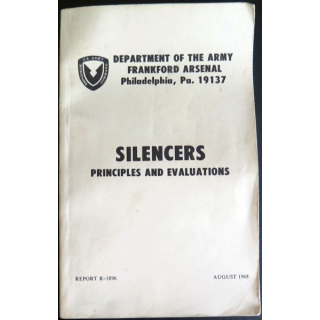 DEPARTMENT OF THE ARMY
FRANKFORD ARSENAL
Philadelphia, Pa. 19137
SILENCERS
PRINCIPLES AND EVALUATIONS
REPORT R-1896
AUGUST 1968